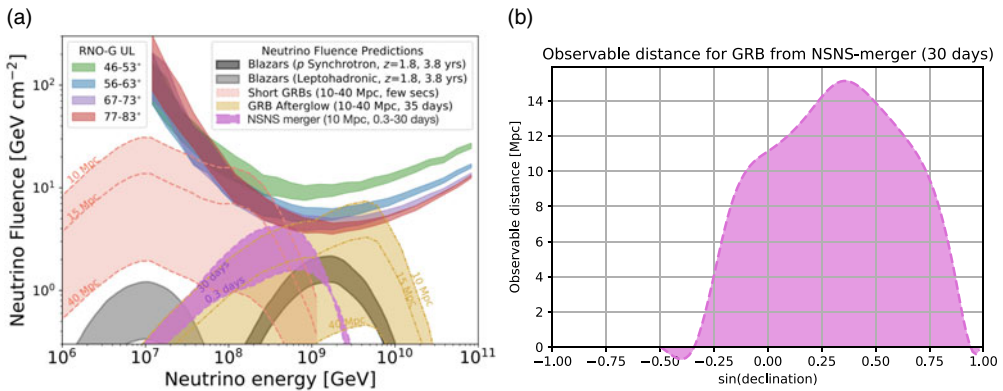 (a)
RNO-G UL
46-53°
56-63°
67-73°
77-83°
Neutrino Fluence Predictions
Blazars (p Synchrotron, z=1.8, 3.8 yrs)
Blazars (Leptohadronic, z=1.8, 3.8 yrs)
Short GRBs (10-40 Mpc, few secs)
GRB Afterglow (10-40 Mpc, 35 days)
NSNS merger (10 Mpc, 0.3-30 days)
10 Mpc
15 Mpc
40 Mpc
30 days
0.3 days
10 Mpc
15 Mpc
40 Mpc
Neutrino Fluence [GeV cm⁻²]
10²
10¹
10⁰
10⁶ 10⁷ 10⁸ 10⁹ 10¹⁰ 10¹¹
Neutrino energy [GeV]
(b)
Observable distance for GRB from NSNS-merger (30 days)
Observable distance [Mpc]
14
12
10
8
6
4
2
0
−1.00 −0.75 −0.50 −0.25 0.00 0.25 0.50 0.75 1.00
sin(declination)